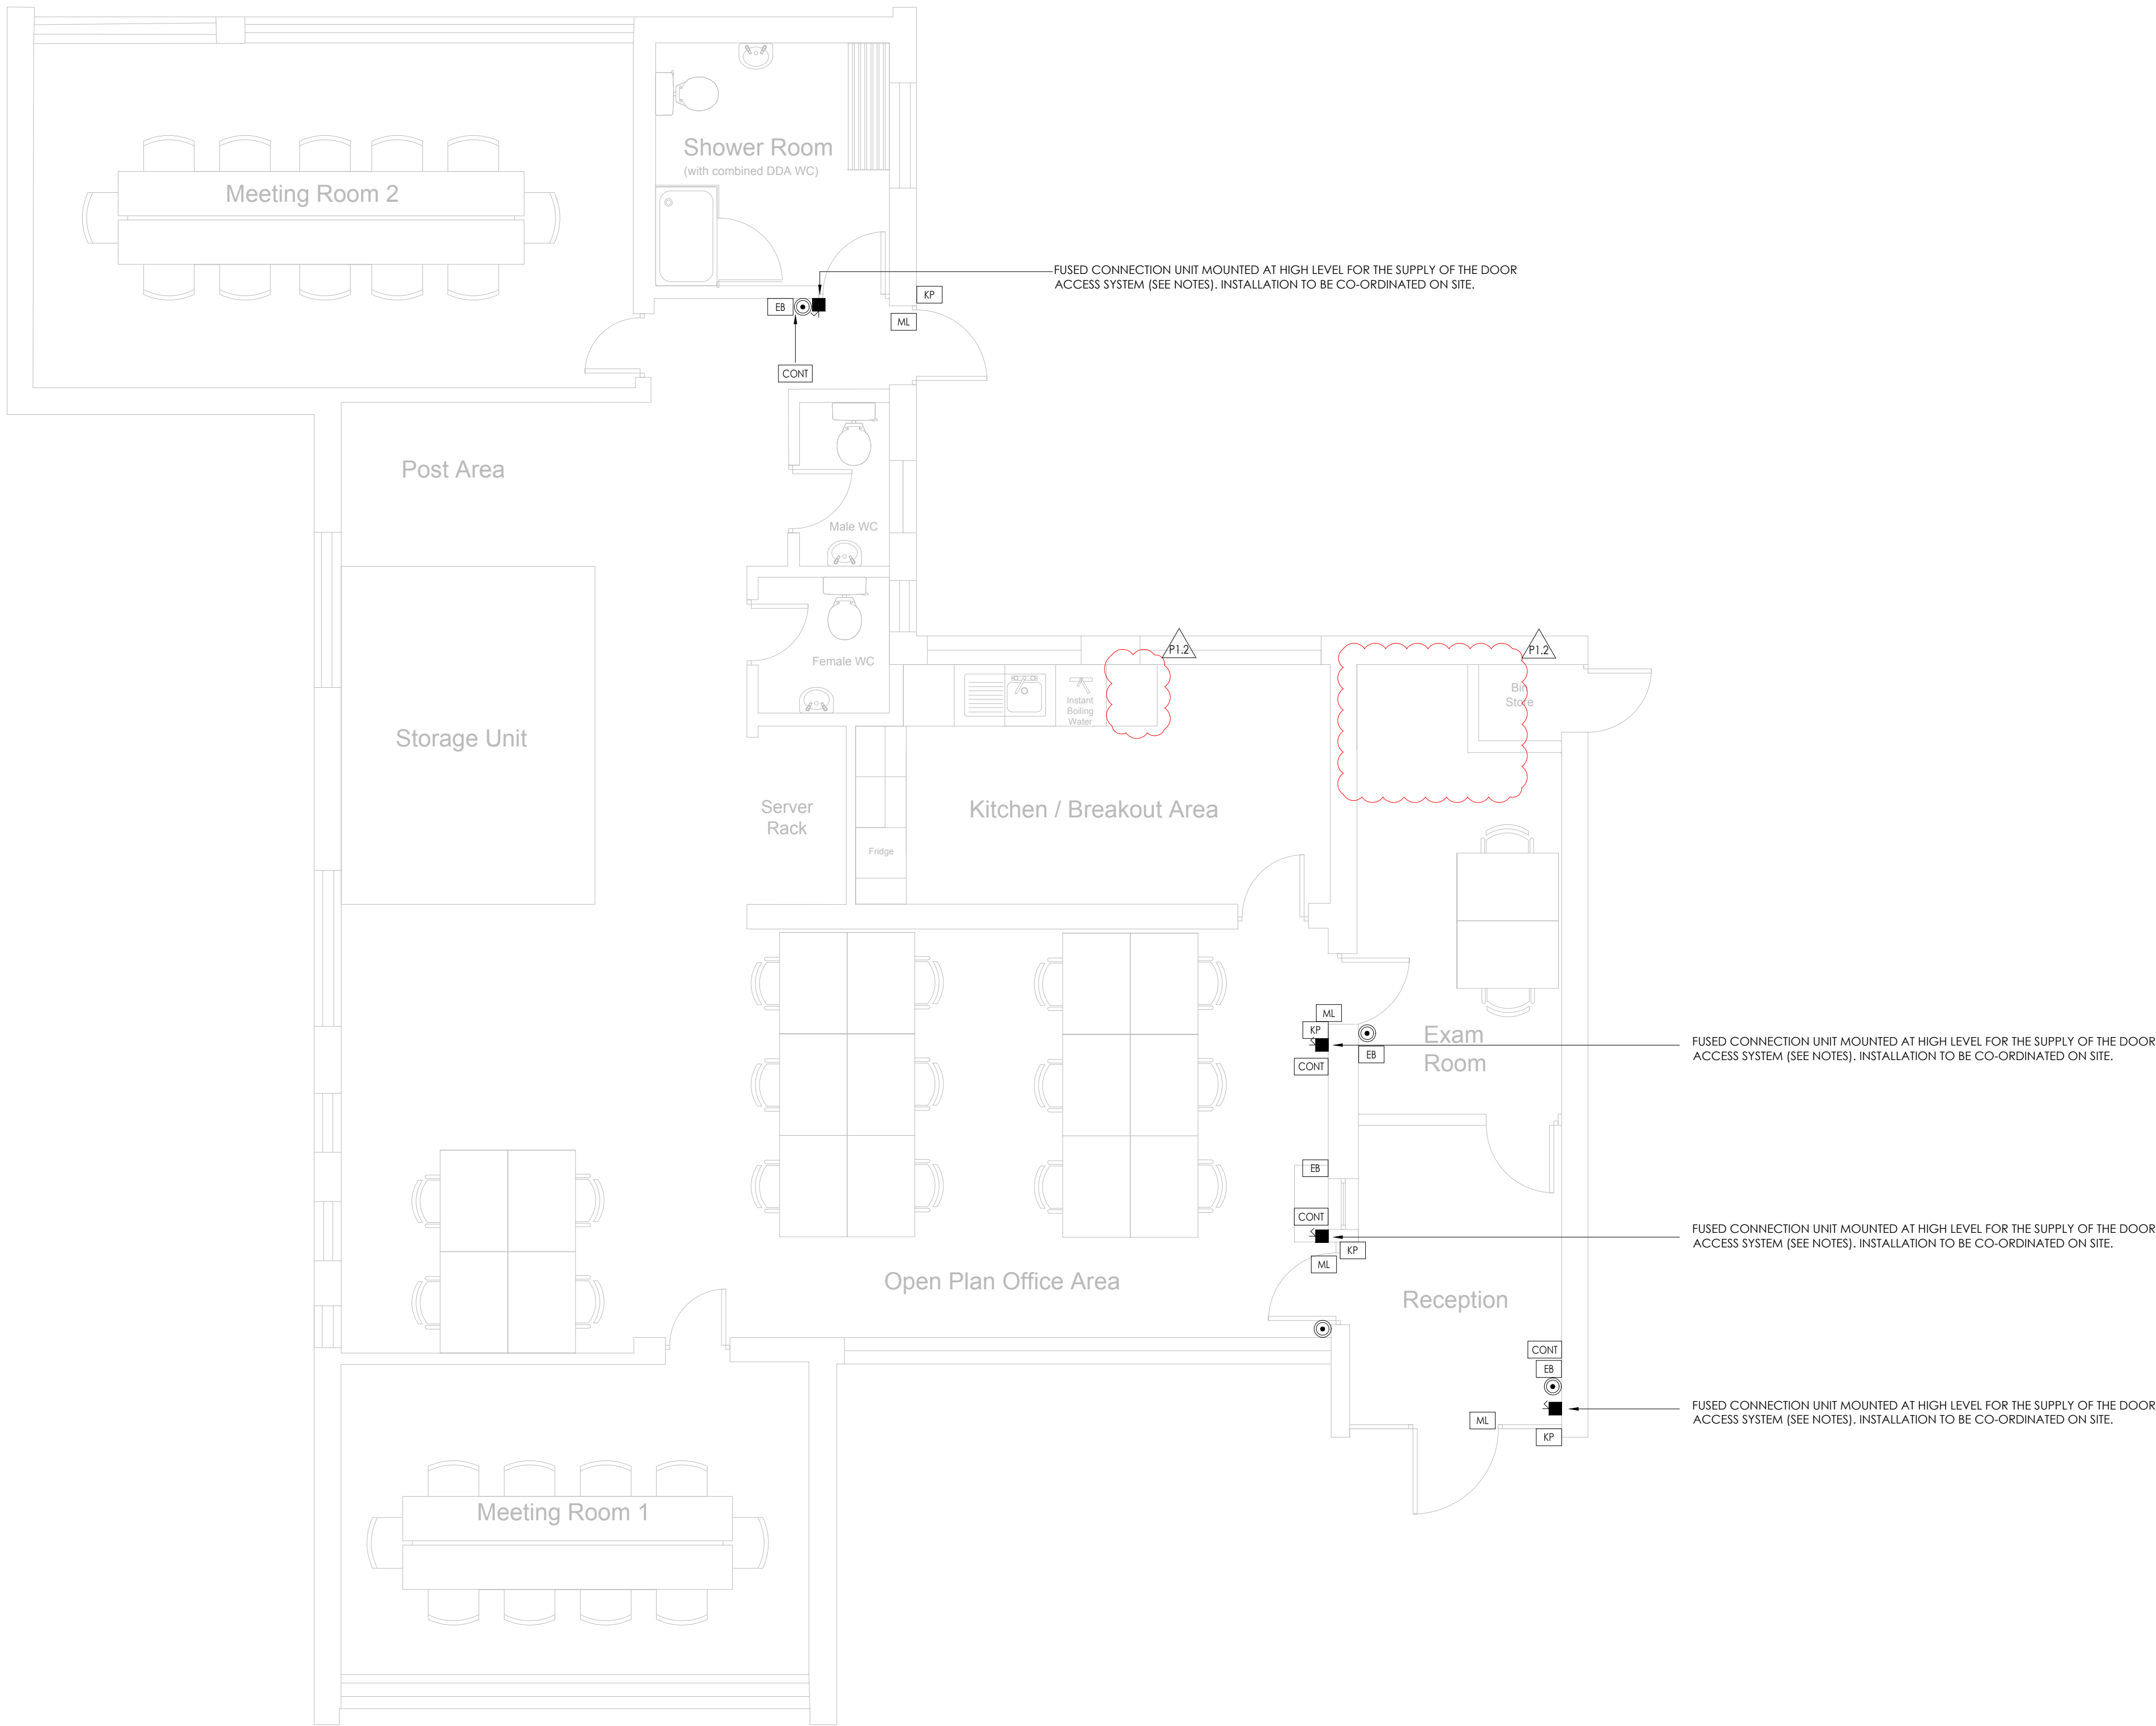 Shower Room
(with combined DDA WC)
Meeting Room 2
FUSED CONNECTION UNIT MOUNTED AT HIGH LEVEL FOR THE SUPPLY OF THE DOOR
ACCESS SYSTEM (SEE NOTES). INSTALLATION TO BE CO-ORDINATED ON SITE.
KP
EB
ML
CONT
Post Area
Male WC
Female WC
P1.2
P1.2
Instant
Boiling
Water
Bin
Store
Storage Unit
Server
Rack
Kitchen / Breakout Area
Fridge
ML
KP
EB
CONT
Exam
Room
FUSED CONNECTION UNIT MOUNTED AT HIGH LEVEL FOR THE SUPPLY OF THE DOOR
ACCESS SYSTEM (SEE NOTES). INSTALLATION TO BE CO-ORDINATED ON SITE.
EB
CONT
KP
ML
FUSED CONNECTION UNIT MOUNTED AT HIGH LEVEL FOR THE SUPPLY OF THE DOOR
ACCESS SYSTEM (SEE NOTES). INSTALLATION TO BE CO-ORDINATED ON SITE.
Open Plan Office Area
Reception
CONT
EB
ML
KP
FUSED CONNECTION UNIT MOUNTED AT HIGH LEVEL FOR THE SUPPLY OF THE DOOR
ACCESS SYSTEM (SEE NOTES). INSTALLATION TO BE CO-ORDINATED ON SITE.
Meeting Room 1